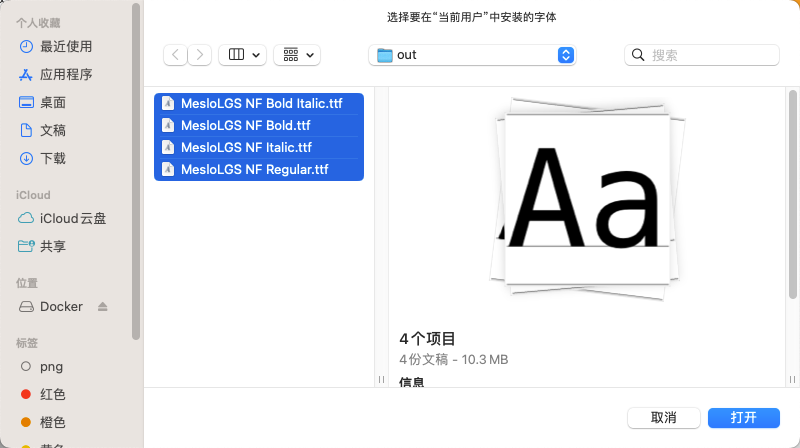 选择要在“当前用户”中安装的字体
个人收藏
最近使用
应用程序
桌面
文稿
下载
iCloud
iCloud云盘
共享
位置
Docker
标签
png
红色
橙色
out
搜索
MesloLGS NF Bold Italic.ttf
MesloLGS NF Bold.ttf
MesloLGS NF Italic.ttf
MesloLGS NF Regular.ttf
Aa
4个项目
4份文稿 - 10.3 MB
信息
取消
打开